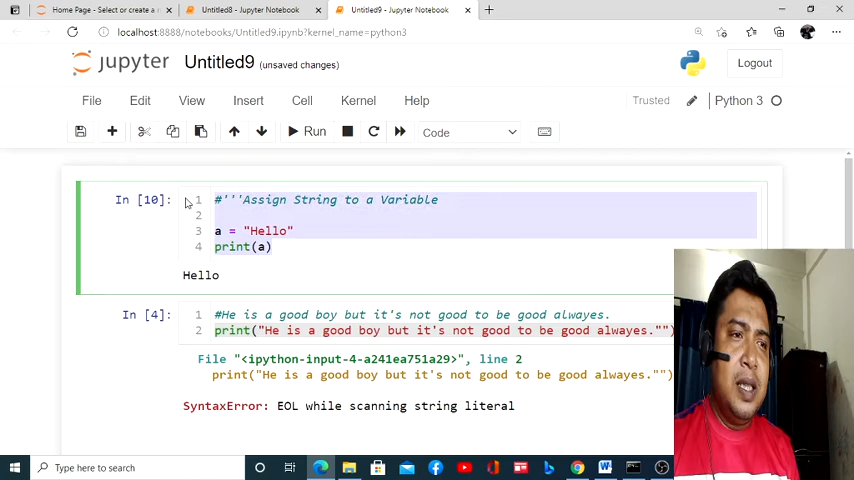 Home Page - Select or create a n
Untitled8 - Jupyter Notebook
Untitled9 - Jupyter Notebook
localhost:8888/notebooks/Untitled9.ipynb?kernel_name=python3
jupyter Untitled9 (unsaved changes)
Logout
File Edit View Insert Cell Kernel Help
Trusted
Python 3
Run
Code
In [10]:
1 #'''Assign String to a Variable
2
3 a = "Hello"
4 print(a)
Hello
In [4]:
1 #He is a good boy but it's not good to be good alwayes.
2 print("He is a good boy but it's not good to be good alwayes."")
File "<ipython-input-4-a241ea751a29>", line 2
print("He is a good boy but it's not good to be good alwayes."")
SyntaxError: EOL while scanning string literal
Type here to search